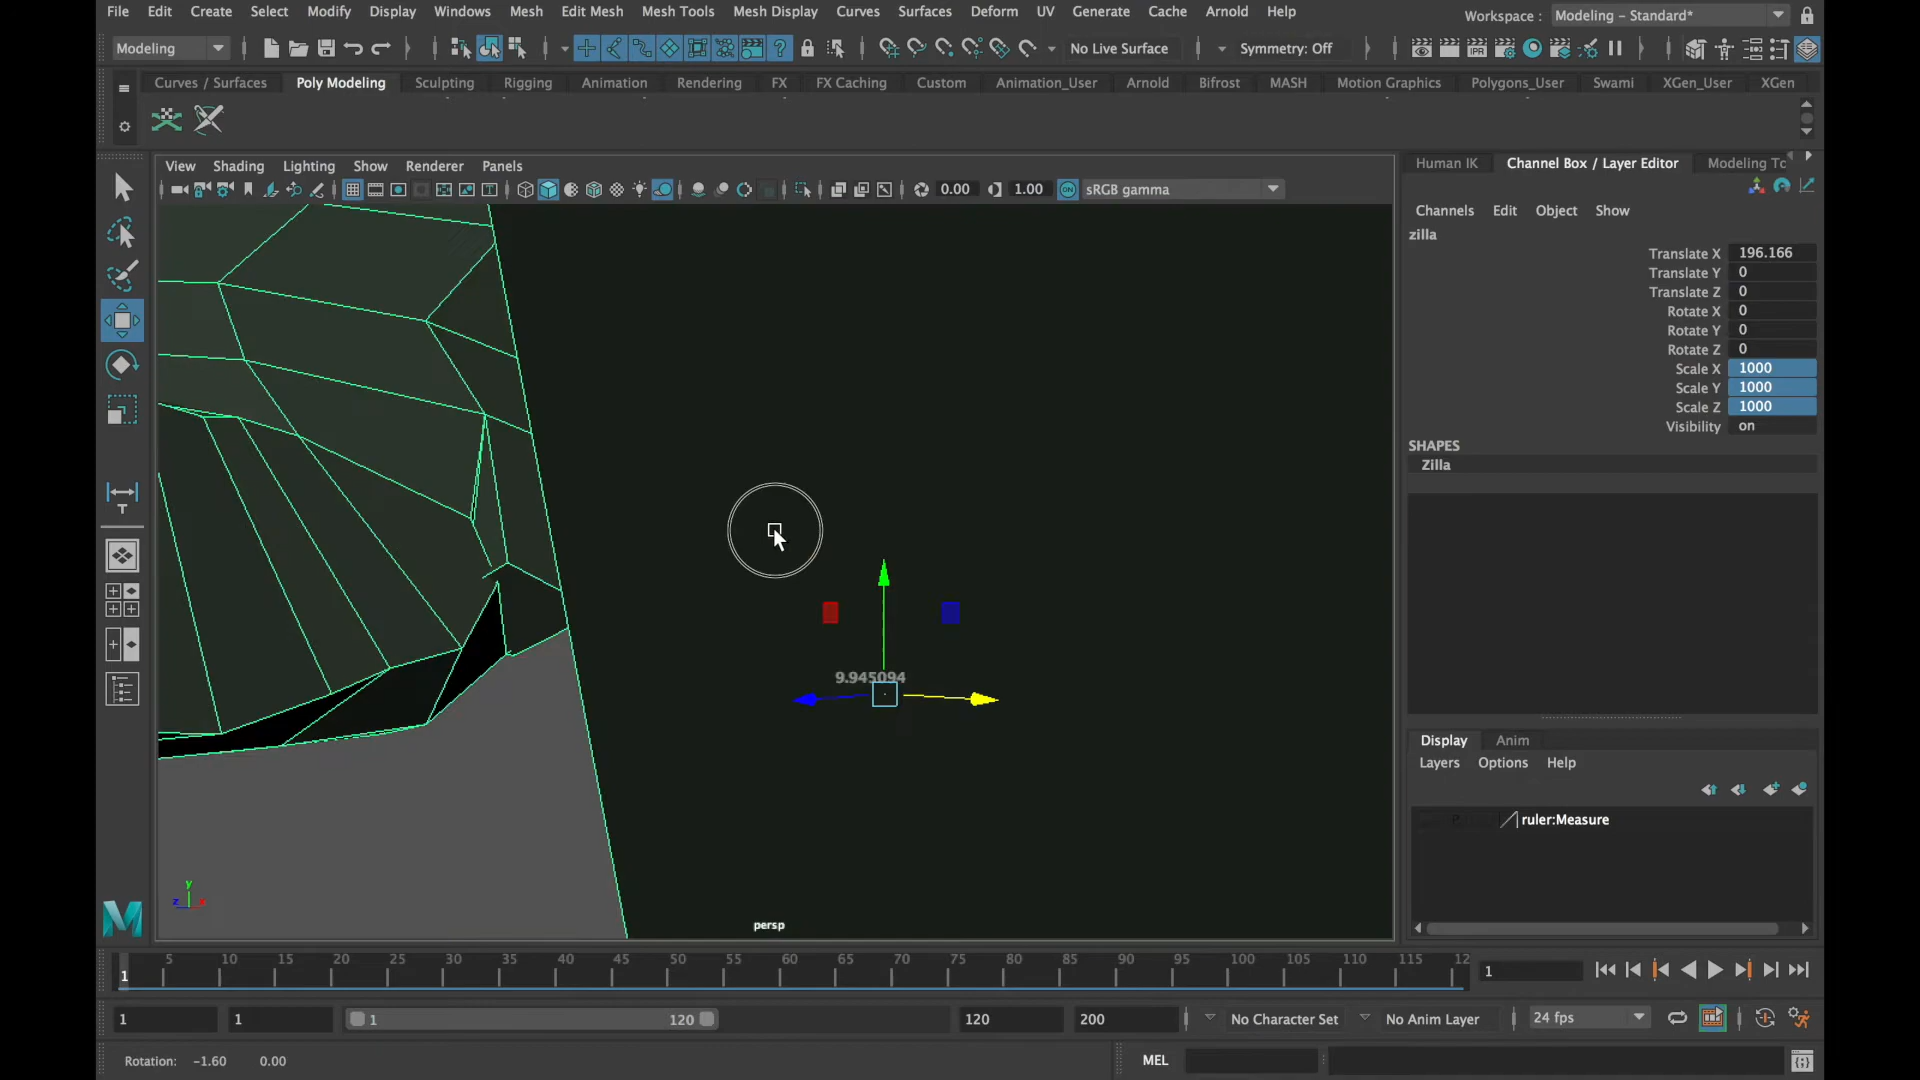 File Edit Create Select Modify Display Windows Mesh Edit Mesh Mesh Tools Mesh Display Curves Surfaces Deform UV Generate Cache Arnold Help
Workspace : Modeling - Standard*
Modeling
No Live Surface
Symmetry: Off
IPR
Curves / Surfaces Poly Modeling Sculpting Rigging Animation Rendering FX FX Caching Custom Animation_User Arnold Bifrost MASH Motion Graphics Polygons_User Swami XGen_User XGen
View Shading Lighting Show Renderer Panels
0.00 1.00 ON sRGB gamma
Human IK Channel Box / Layer Editor Modeling Tc
Channels Edit Object Show
zilla
Translate X 196.166
Translate Y 0
Translate Z 0
Rotate X 0
Rotate Y 0
Rotate Z 0
Scale X 1000
Scale Y 1000
Scale Z 1000
Visibility on
SHAPES
Zilla
9.945094
T
Display Anim
Layers Options Help
P ruler:Measure
y
z x
persp
M
1 5 10 15 20 25 30 35 40 45 50 55 60 65 70 75 80 85 90 95 100 105 110 115 12
1
1 1 1 120 120 200 No Character Set No Anim Layer 24 fps
Rotation: -1.60 0.00
MEL